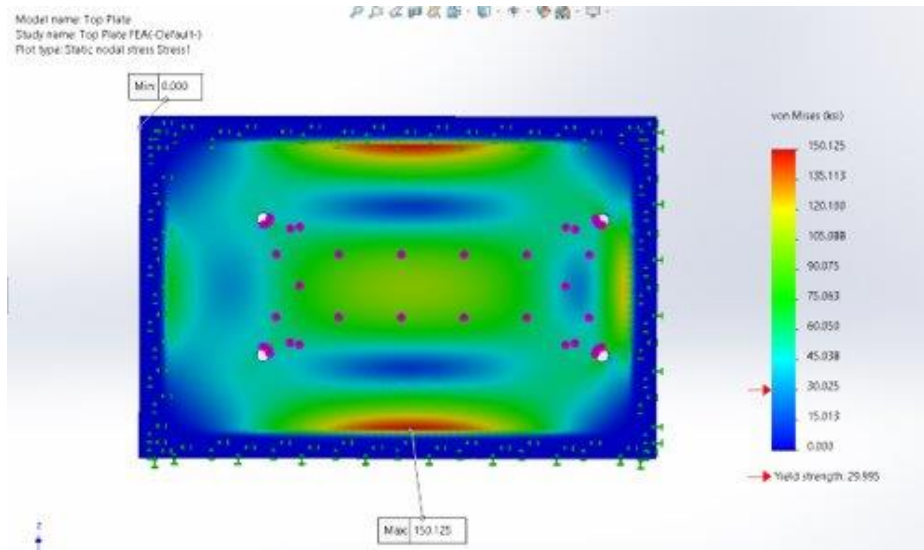 Model name: Top Plate
Study name: Top Plate FEA(-Default-)
Plot type: Static nodal stress Stress1
Min: 0.000
von Mises (ksi)
150.125
135.113
120.100
105.088
90.075
75.063
60.050
45.038
30.025
15.013
0.000
Yield strength: 29.995
Max: 150.125
z